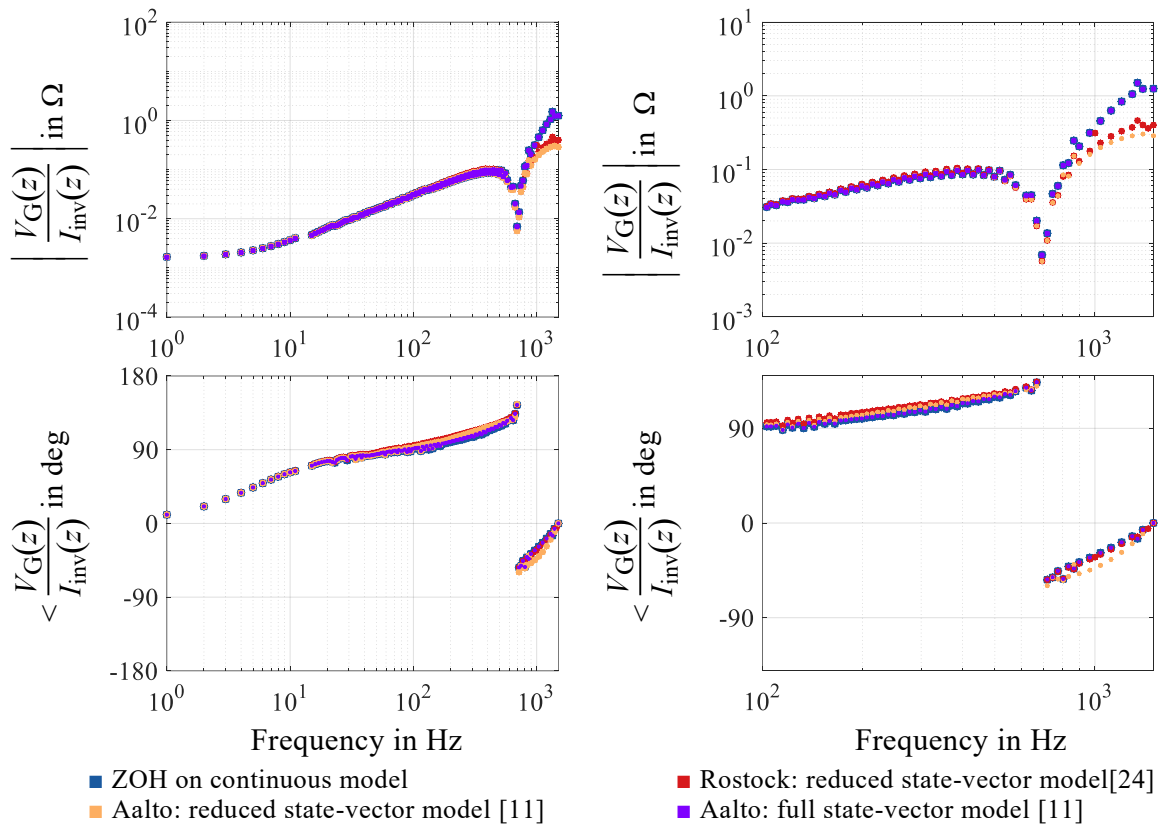 10^2
10^0
10^-2
10^-4
| V_G(z) / I_inv(z) | in Ω
10^0 10^1 10^2 10^3
10^1
10^0
10^-1
10^-2
10^-3
| V_G(z) / I_inv(z) | in Ω
10^2 10^3
180
90
0
-90
-180
< V_G(z) / I_inv(z) in deg
10^0 10^1 10^2 10^3
Frequency in Hz
90
0
-90
< V_G(z) / I_inv(z) in deg
10^2 10^3
Frequency in Hz
ZOH on continuous model
Rostock: reduced state-vector model[24]
Aalto: reduced state-vector model [11]
Aalto: full state-vector model [11]